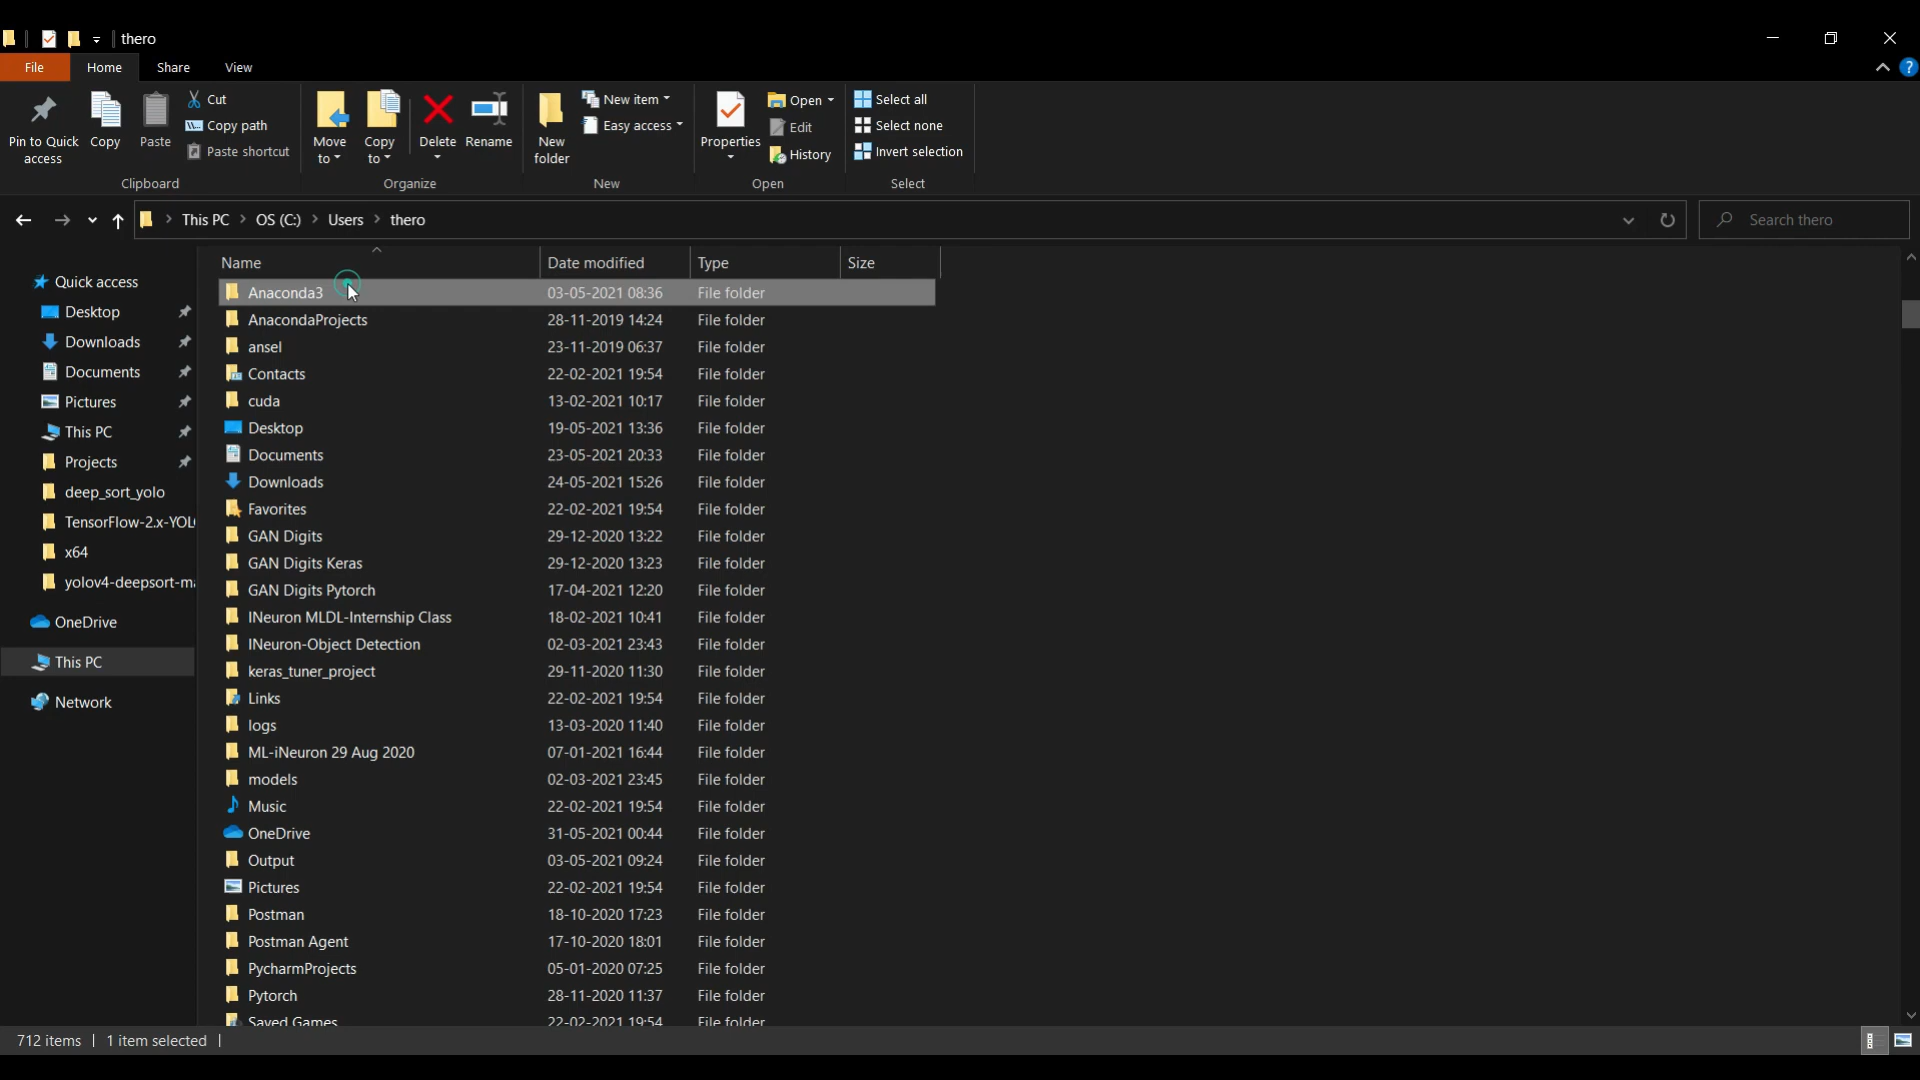 thero
File Home Share View
Pin to Quick access
Copy
Paste
Cut
Copy path
Paste shortcut
Clipboard
Move to
Copy to
Delete
Rename
Organize
New folder
New item
Easy access
New
Properties
Open
Edit
History
Open
Select all
Select none
Invert selection
Select
This PC > OS (C:) > Users > thero
Search thero
Quick access
Desktop
Downloads
Documents
Pictures
This PC
Projects
deep_sort_yolo
TensorFlow-2.x-YOL
x64
yolov4-deepsort-ma
OneDrive
This PC
Network
Name Date modified Type Size
Anaconda3 03-05-2021 08:36 File folder
AnacondaProjects 28-11-2019 14:24 File folder
ansel 23-11-2019 06:37 File folder
Contacts 22-02-2021 19:54 File folder
cuda 13-02-2021 10:17 File folder
Desktop 19-05-2021 13:36 File folder
Documents 23-05-2021 20:33 File folder
Downloads 24-05-2021 15:26 File folder
Favorites 22-02-2021 19:54 File folder
GAN Digits 29-12-2020 13:22 File folder
GAN Digits Keras 29-12-2020 13:23 File folder
GAN Digits Pytorch 17-04-2021 12:20 File folder
INeuron MLDL-Internship Class 18-02-2021 10:41 File folder
INeuron-Object Detection 02-03-2021 23:43 File folder
keras_tuner_project 29-11-2020 11:30 File folder
Links 22-02-2021 19:54 File folder
logs 13-03-2020 11:40 File folder
ML-iNeuron 29 Aug 2020 07-01-2021 16:44 File folder
models 02-03-2021 23:45 File folder
Music 22-02-2021 19:54 File folder
OneDrive 31-05-2021 00:44 File folder
Output 03-05-2021 09:24 File folder
Pictures 22-02-2021 19:54 File folder
Postman 18-10-2020 17:23 File folder
Postman Agent 17-10-2020 18:01 File folder
PycharmProjects 05-01-2020 07:25 File folder
Pytorch 28-11-2020 11:37 File folder
Saved Games 22-02-2021 19:54 File folder
712 items 1 item selected